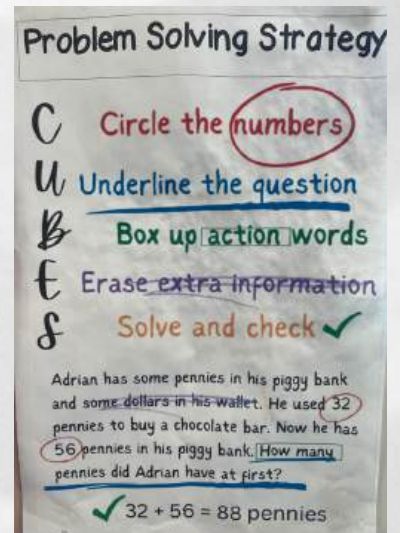 Problem Solving Strategy
C Circle the numbers
U Underline the question
B Box up action words
E Erase extra information
S Solve and check ✓
Adrian has some pennies in his piggy bank
and some dollars in his wallet. He used 32
pennies to buy a chocolate bar. Now he has
56 pennies in his piggy bank. How many
pennies did Adrian have at first?
✓ 32 + 56 = 88 pennies